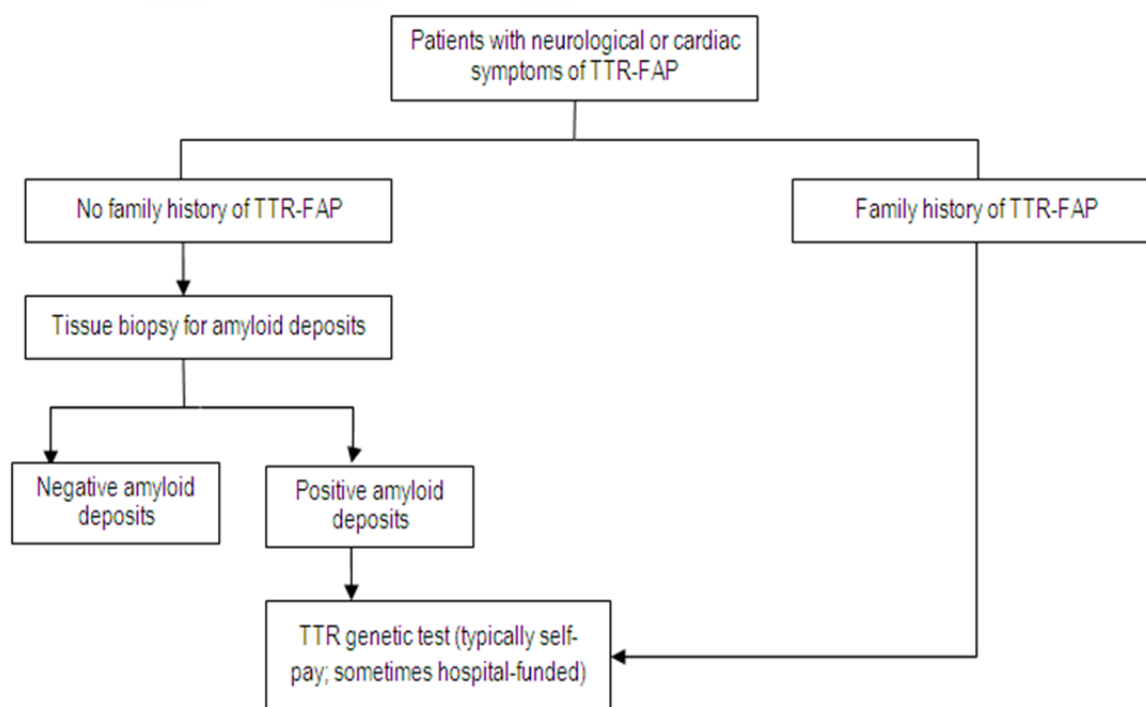 Patients with neurological or cardiac
symptoms of TTR-FAP
No family history of TTR-FAP
Family history of TTR-FAP
Tissue biopsy for amyloid deposits
Negative amyloid
deposits
Positive amyloid
deposits
TTR genetic test (typically self-
pay; sometimes hospital-funded)